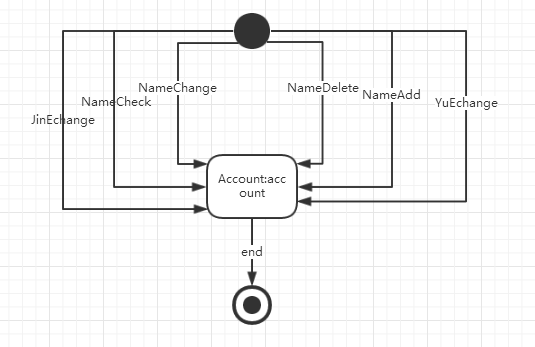 NameChange
NameDelete
NameAdd
NameCheck
YuEchange
JinEchange
Account:acc
ount
end